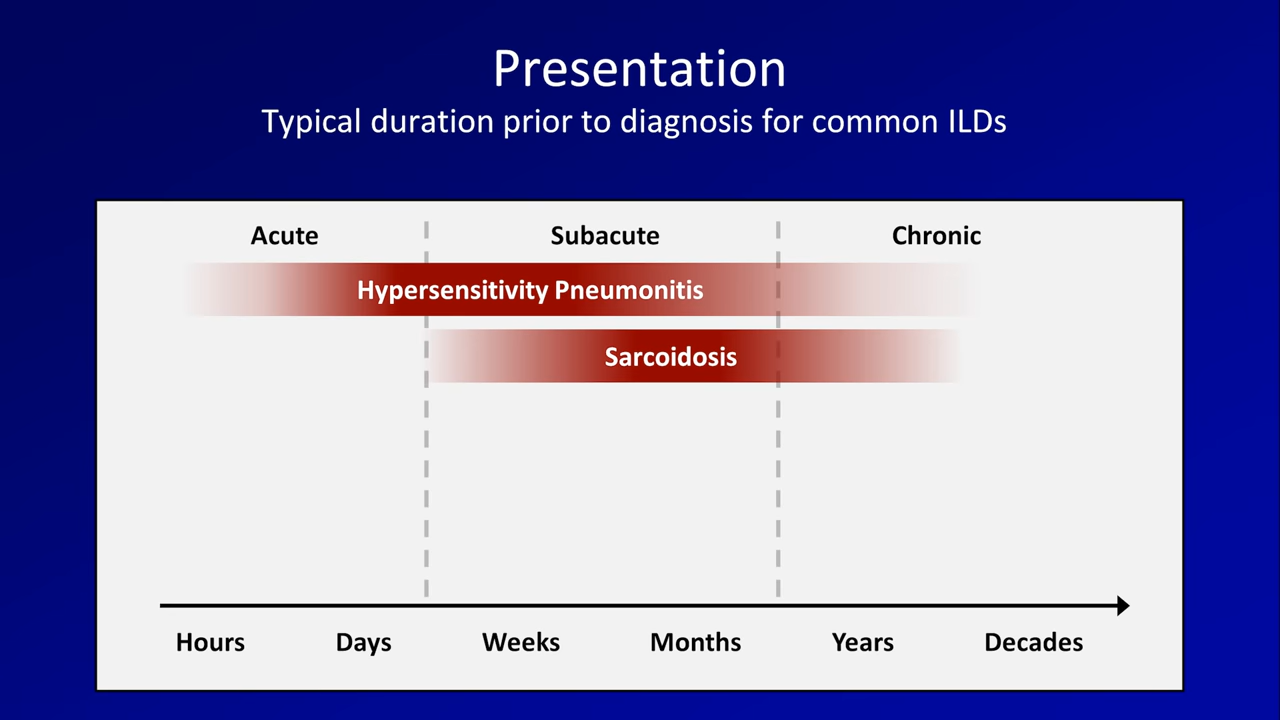 Presentation
Typical duration prior to diagnosis for common ILDs
Acute Subacute Chronic
Hypersensitivity Pneumonitis
Sarcoidosis
Hours Days Weeks Months Years Decades